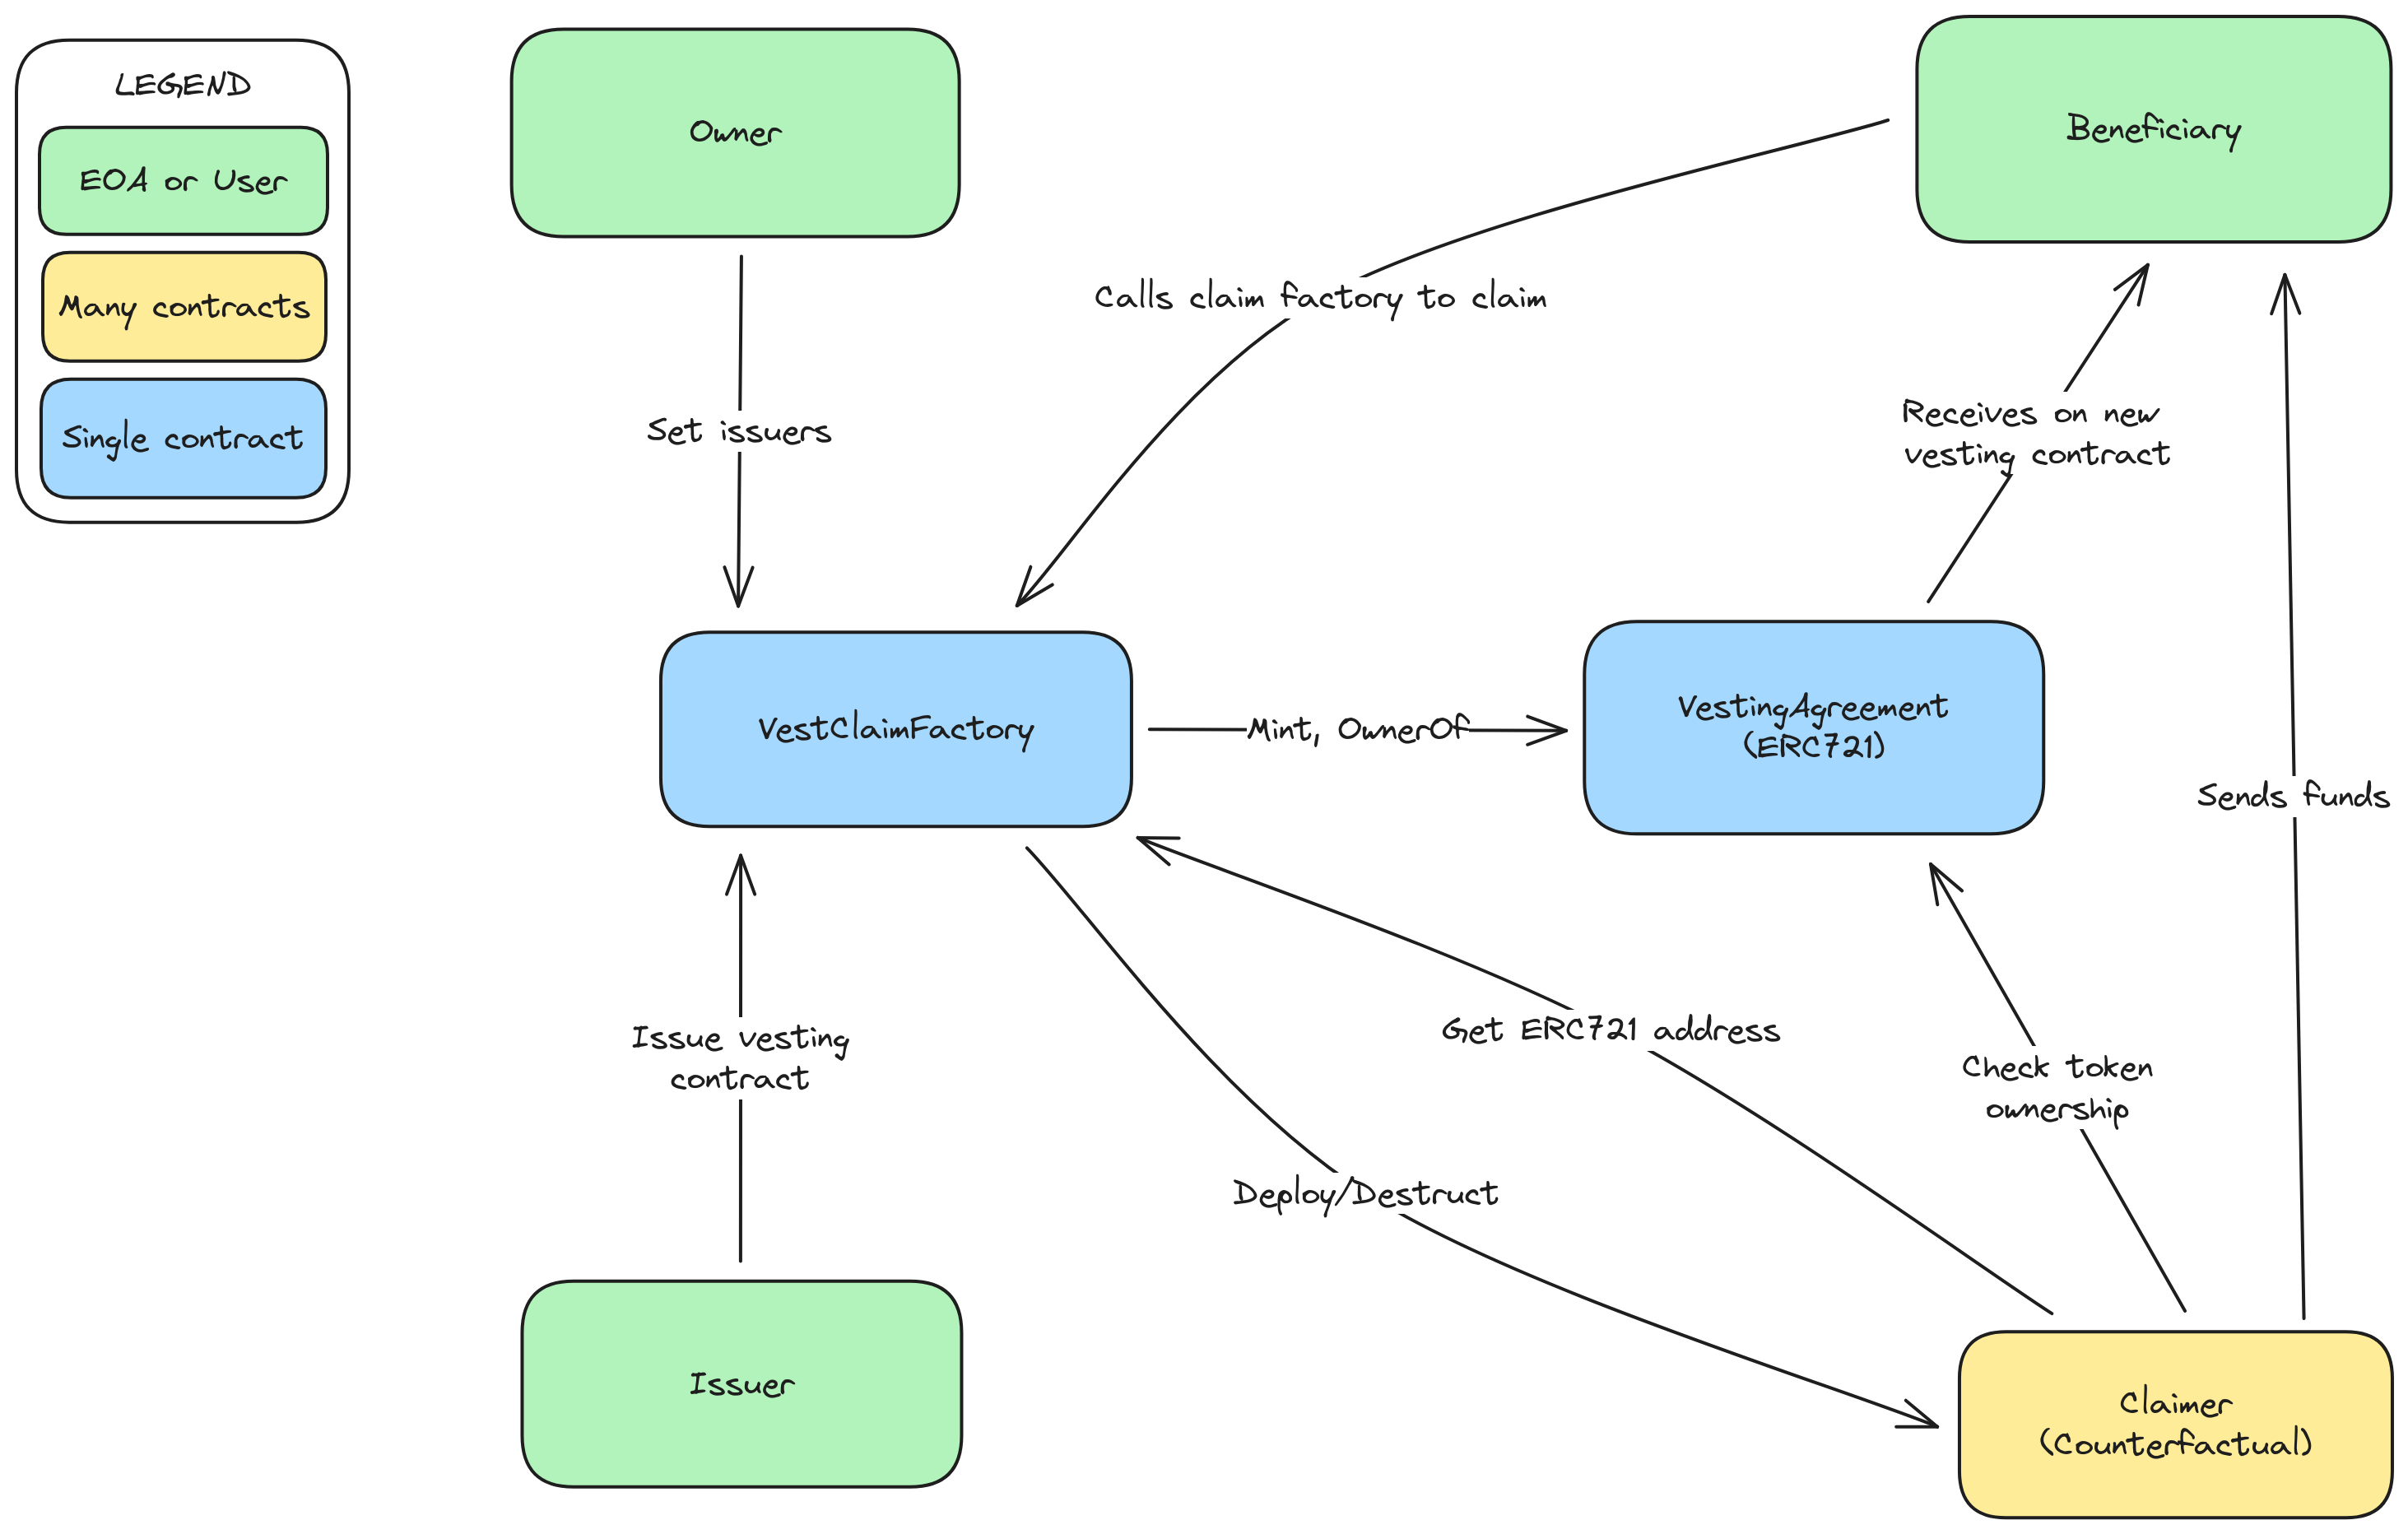 LEGEND
EOA or User
Many contracts
Single contract
Owner
Beneficiary
Calls claim factory to claim
Set issuers
Receives on new
vesting contract
VestClaimFactory
Mint, OwnerOf
VestingAgreement
(ERC721)
Sends funds
Issue vesting
contract
Get ERC721 address
Check token
ownership
Deploy/Destruct
Issuer
Claimer
(Counterfactual)